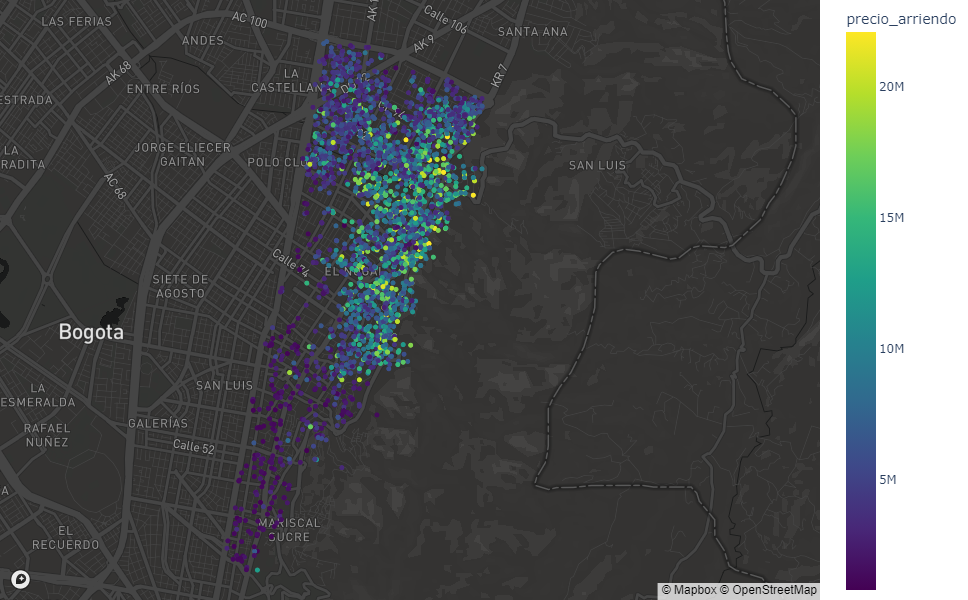 LAS FERIAS
AC 100
Calle 106
SANTA ANA
ANDES
AK 9
AK 68
ENTRE RÍOS
LA
CASTELLAN
KR 7
ESTRADA
JORGE ELIECER
GAITAN
POLO CLU
LA
RADITA
AC 68
SAN LUIS
Calle 74
EL NOGAL
SIETE DE
AGOSTO
Bogota
SAN LUIS
LA
ESMERALDA
GALERÍAS
RAFAEL
NUÑEZ
Calle 52
MARISCAL
SUCRE
EL
RECUERDO
© Mapbox © OpenStreetMap
precio_arriendo
20M
15M
10M
5M